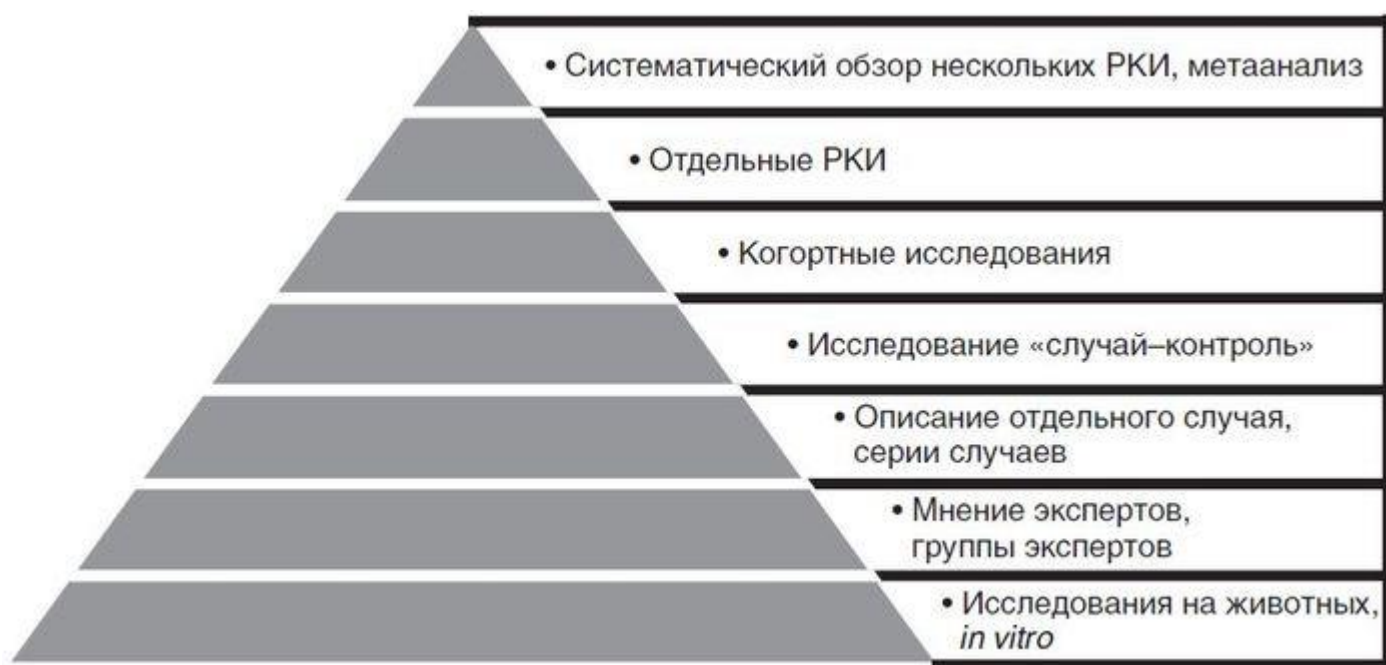 • Систематический обзор нескольких РКИ, метаанализ
• Отдельные РКИ
• Когортные исследования
• Исследование «случай–контроль»
• Описание отдельного случая,
серии случаев
• Мнение экспертов,
группы экспертов
• Исследования на животных,
in vitro